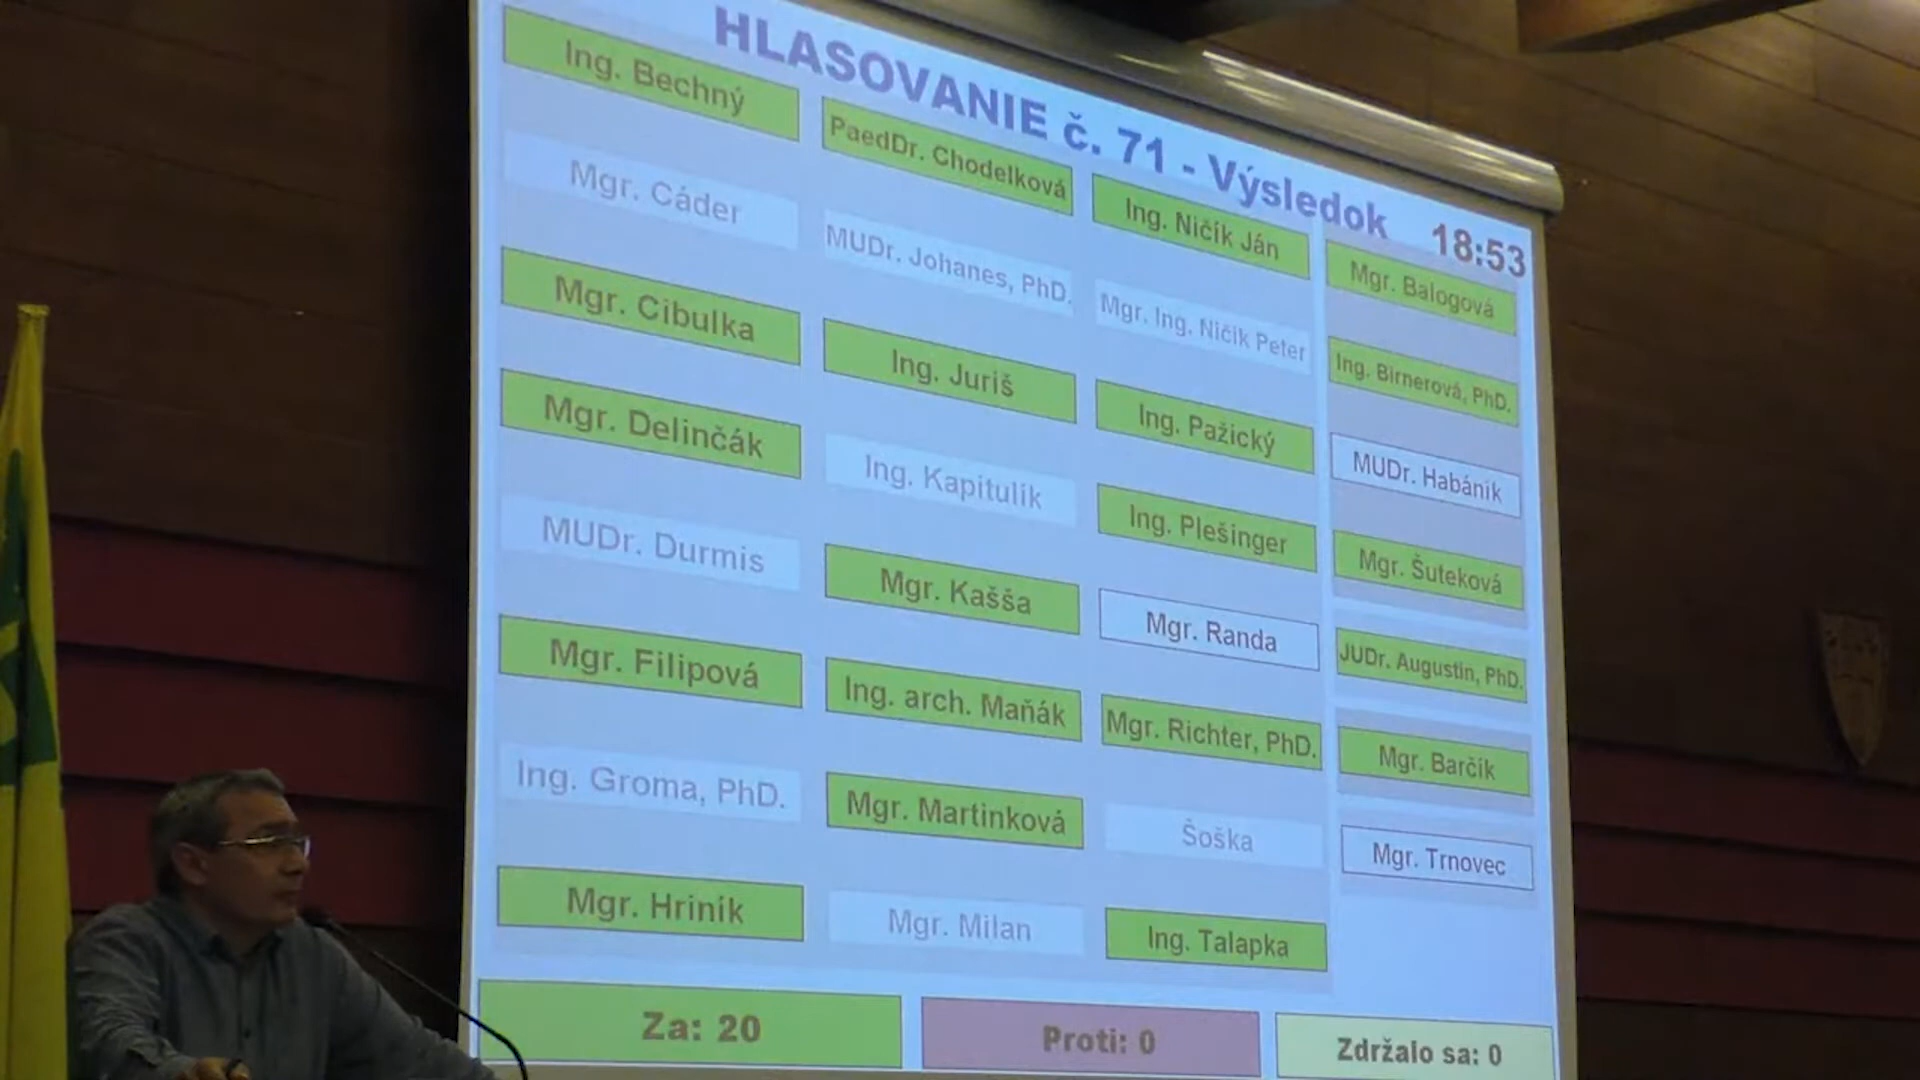 HLASOVANIE č. 71 - Výsledok 18:53
Ing. Bechný
Mgr. Cáder
Mgr. Cibulka
Mgr. Delinčák
MUDr. Durmis
Mgr. Filipová
Ing. Groma, PhD.
Mgr. Hriník
PaedDr. Chodelková
MUDr. Johanes, PhD.
Ing. Juriš
Ing. Kapitulík
Mgr. Kašša
Ing. arch. Maňák
Mgr. Martinková
Mgr. Milan
Ing. Ničík Ján
Mgr. Ing. Ničík Peter
Ing. Pažický
Ing. Plešinger
Mgr. Randa
Mgr. Richter, PhD.
Šoška
Ing. Talapka
Mgr. Balogová
Ing. Birnerová, PhD.
MUDr. Habánik
Mgr. Šuteková
JUDr. Augustin, PhD.
Mgr. Barčík
Mgr. Trnovec
Za: 20
Proti: 0
Zdržalo sa: 0